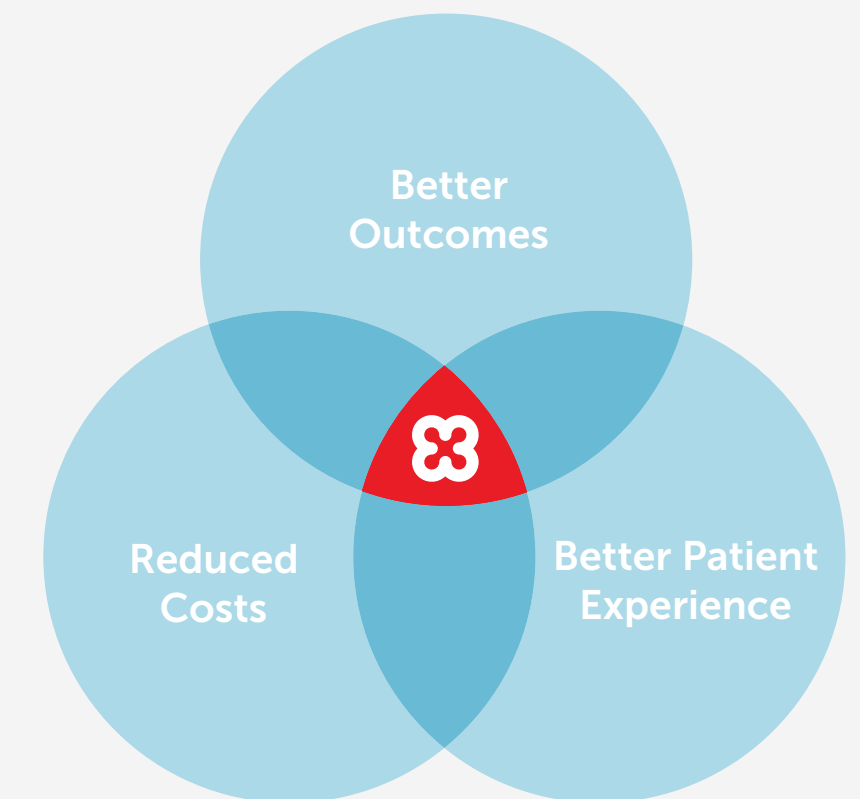 Better
Outcomes
Reduced
Costs
Better Patient
Experience